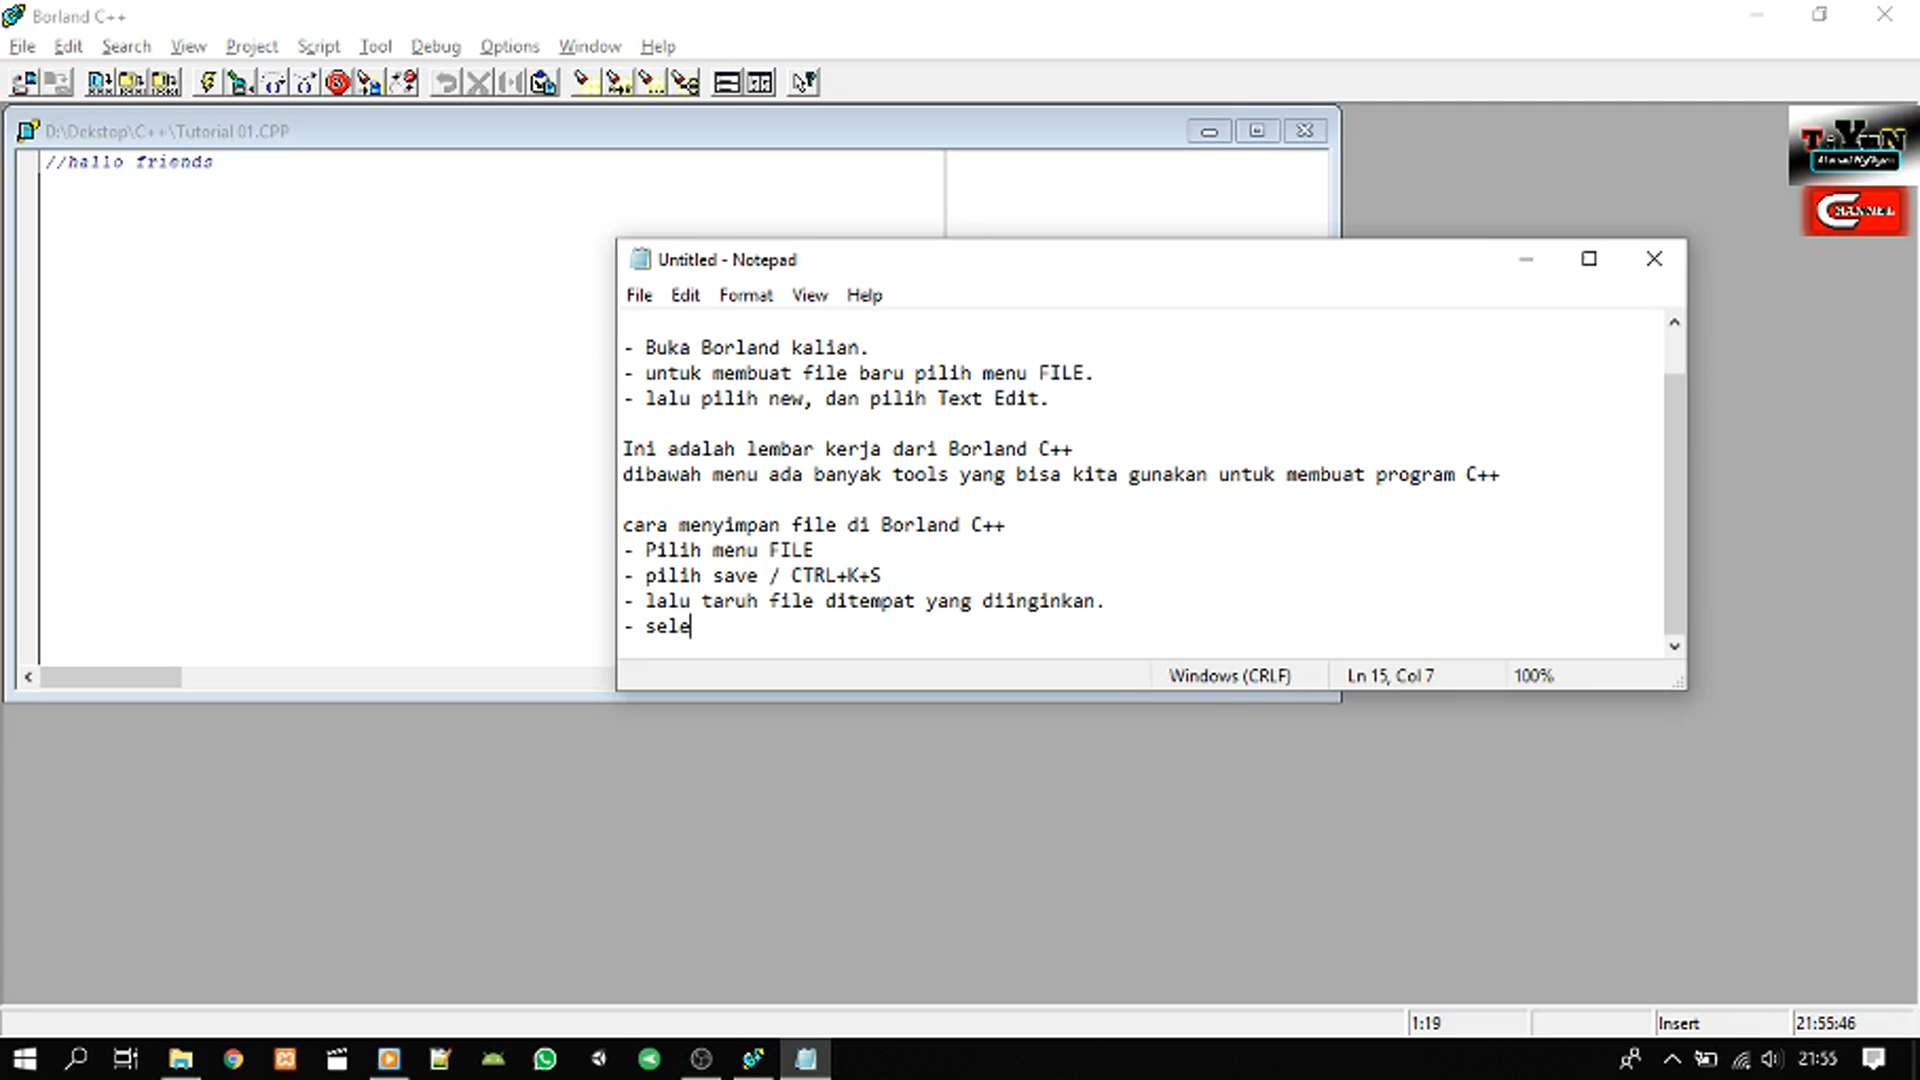 Borland C++
File Edit Search View Project Script Tool Debug Options Window Help
D:\Dekstop\C++\Tutorial 01.CPP
//hallo friends
CHANNEL
Untitled - Notepad
File Edit Format View Help
- Buka Borland kalian.
- untuk membuat file baru pilih menu FILE.
- lalu pilih new, dan pilih Text Edit.
Ini adalah lembar kerja dari Borland C++
dibawah menu ada banyak tools yang bisa kita gunakan untuk membuat program C++
cara menyimpan file di Borland C++
- Pilih menu FILE
- pilih save / CTRL+K+S
- lalu taruh file ditempat yang diinginkan.
- sele
Windows (CRLF) Ln 15, Col 7 100%
1:19 Insert 21:55:46
21:55